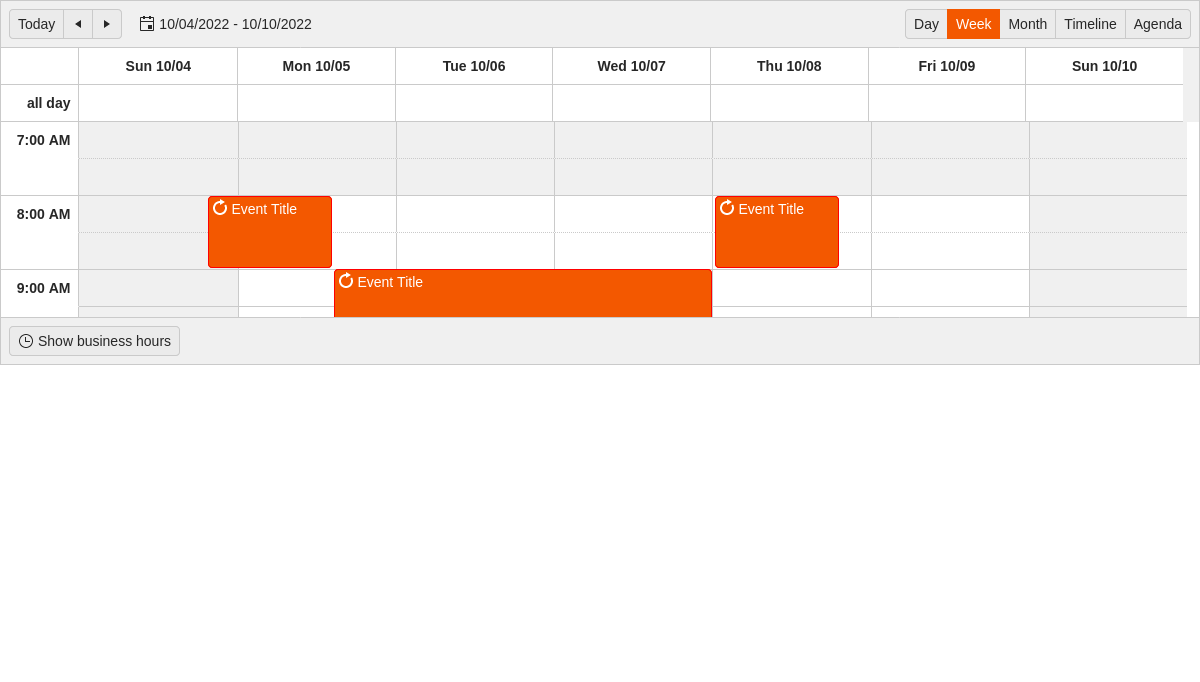 Today 10/04/2022 - 10/10/2022 Day Week Month Timeline Agenda
Sun 10/04 Mon 10/05 Tue 10/06 Wed 10/07 Thu 10/08 Fri 10/09 Sun 10/10
all day
7:00 AM
8:00 AM Event Title Event Title
9:00 AM Event Title
Show business hours